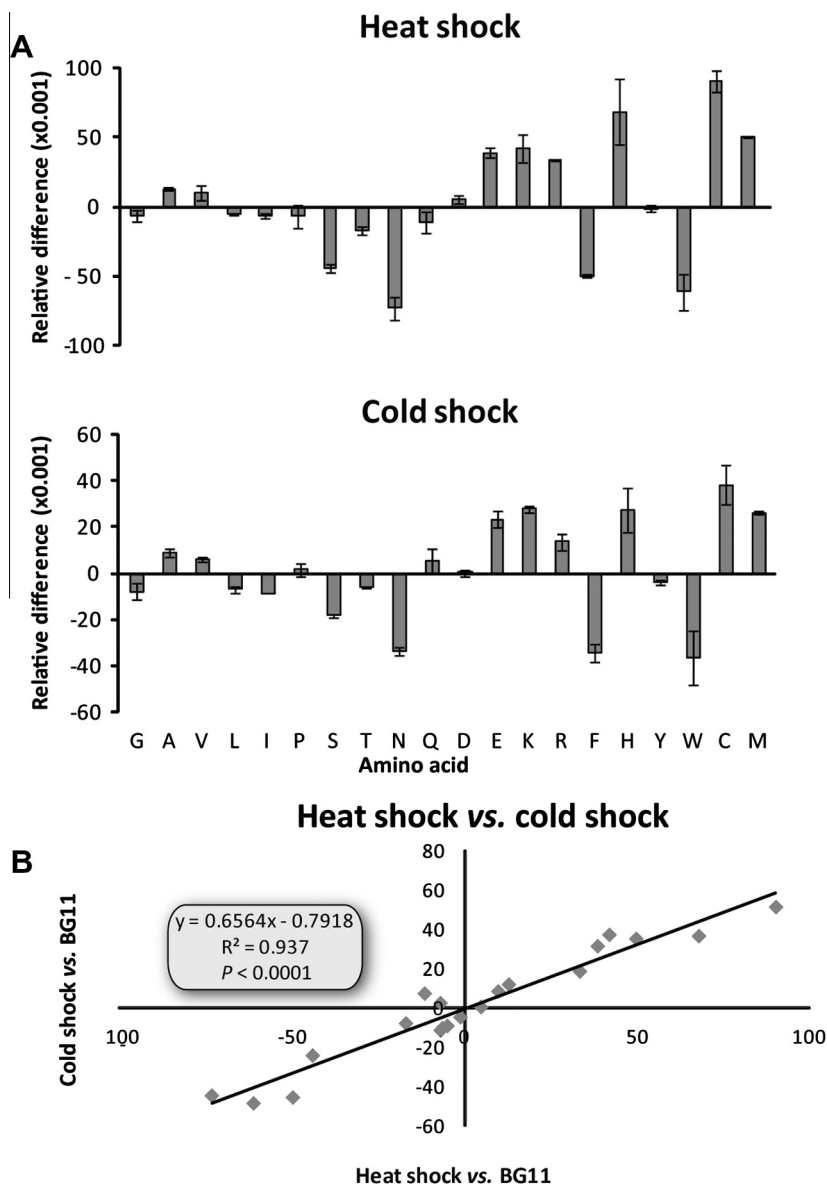 A
Heat shock
Relative difference (x0.001)
100
50
0
- 50
-100
Cold shock
Relative difference (x0.001)
60
40
20
0
-20
-40
-60
G A V L I P S T N Q D E K R F H Y W C M
Amino acid
Heat shock vs. cold shock
B
Cold shock vs. BG11
80
60
40
20
0
-20
-40
-60
y = 0.6564x - 0.7918
R² = 0.937
P < 0.0001
100 -50 0 50 100
Heat shock vs. BG11